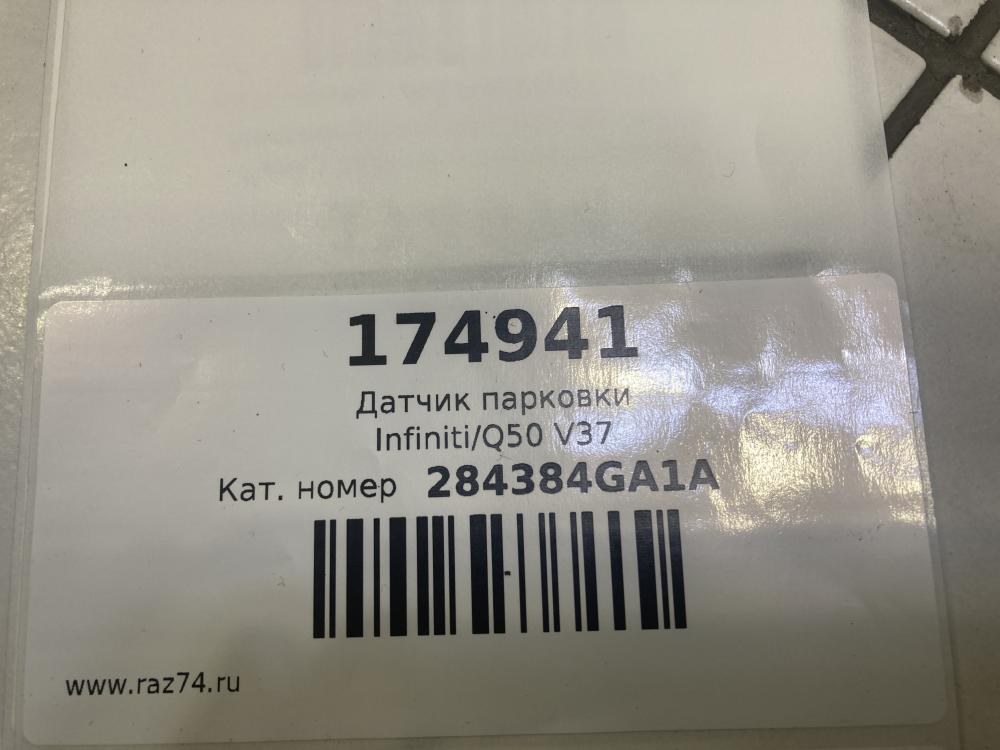 174941
Датчик парковки
Infiniti/Q50 V37
Кат. номер 284384GA1A
www.raz74.ru